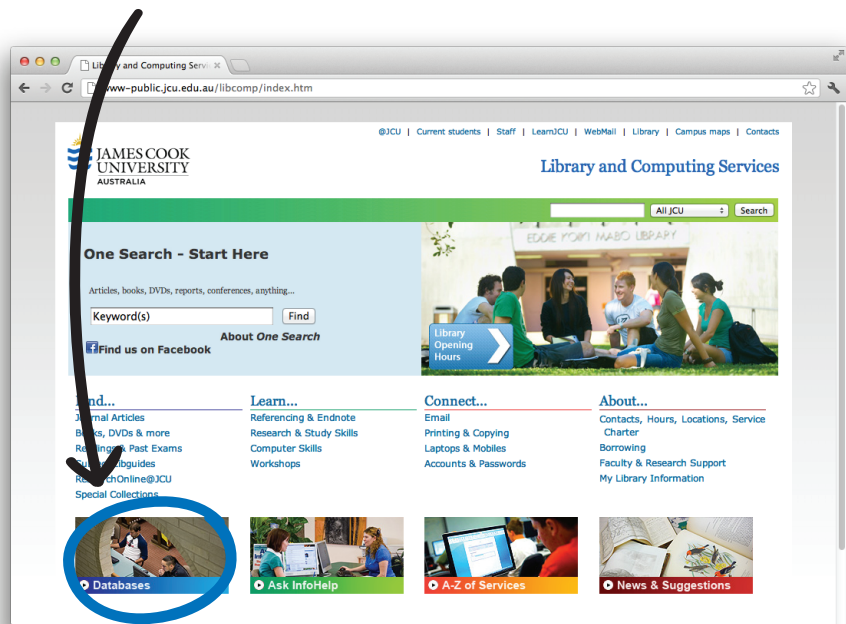 Library and Computing Servi
www-public.jcu.edu.au/libcomp/index.htm
@JCU | Current students | Staff | LearnJCU | WebMail | Library | Campus maps | Contacts
JAMES COOK
UNIVERSITY
AUSTRALIA
Library and Computing Services
All JCU
Search
One Search - Start Here
Articles, books, DVDs, reports, conferences, anything...
Keyword(s)
Find
About One Search
Find us on Facebook
EDDIE KOIKI MABO LIBRARY
Library
Opening
Hours
Find...
Journal Articles
Books, DVDs & more
Readings & Past Exams
Libguides
ResearchOnline@JCU
Special Collections
Learn...
Referencing & Endnote
Research & Study Skills
Computer Skills
Workshops
Connect...
Email
Printing & Copying
Laptops & Mobiles
Accounts & Passwords
About...
Contacts, Hours, Locations, Service
Charter
Borrowing
Faculty & Research Support
My Library Information
Databases
Ask InfoHelp
A-Z of Services
News & Suggestions